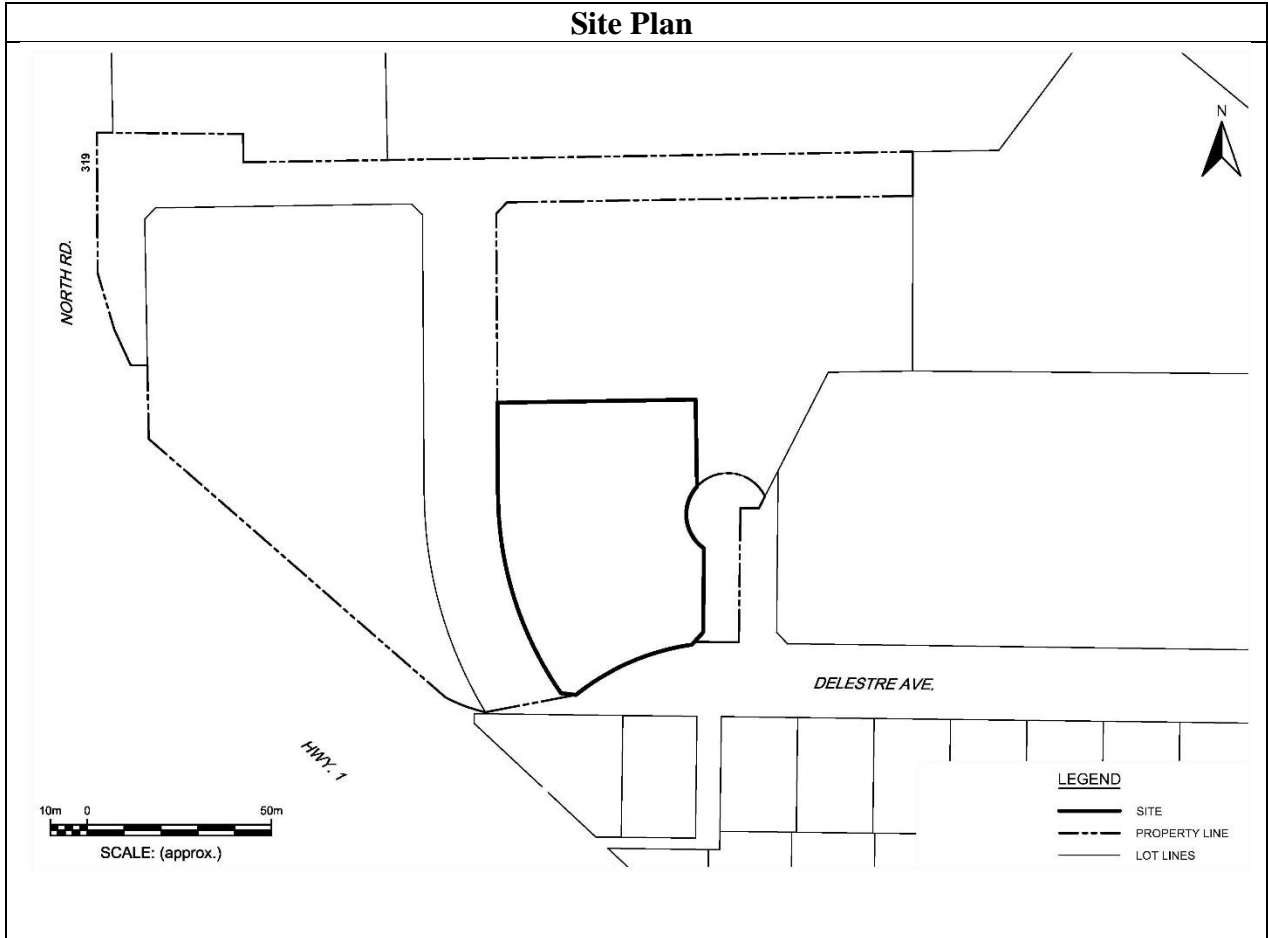 Site Plan
N
319
NORTH RD.
DELESTRE AVE.
HWY. 1
10m 0 50m
SCALE: (approx.)
LEGEND
SITE
PROPERTY LINE
LOT LINES